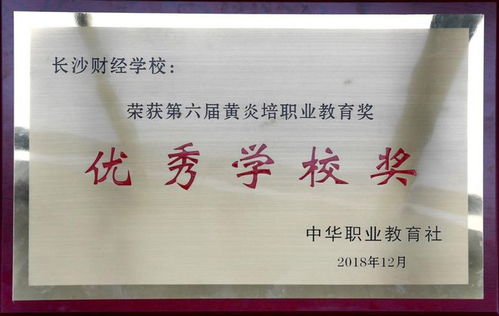 长沙财经学校：
荣获第六届黄炎培职业教育奖
优秀学校奖
中华职业教育社
2018年12月